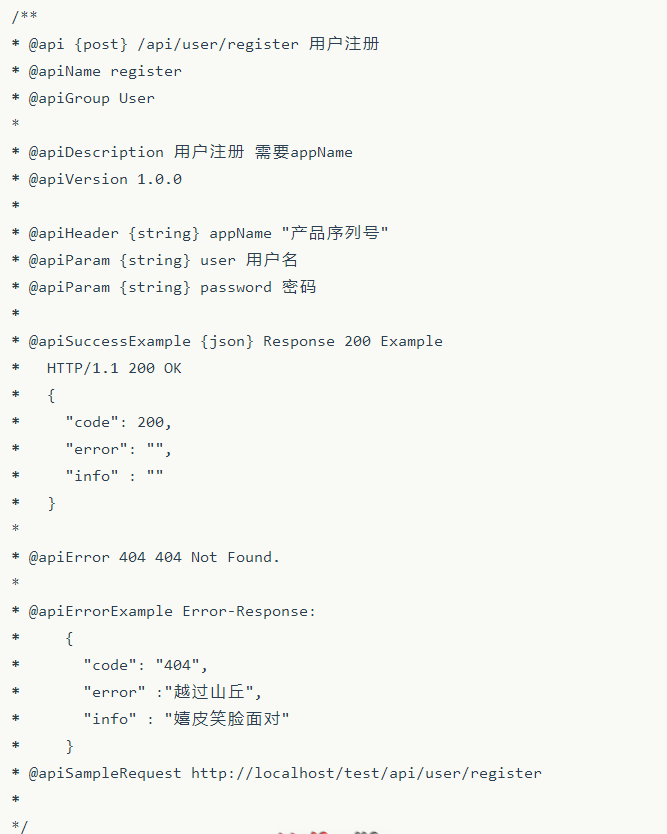 /**
* @api {post} /api/user/register 用户注册
* @apiName register
* @apiGroup User
*
* @apiDescription 用户注册 需要appName
* @apiVersion 1.0.0
*
* @apiHeader {string} appName "产品序列号"
* @apiParam {string} user 用户名
* @apiParam {string} password 密码
*
* @apiSuccessExample {json} Response 200 Example
*   HTTP/1.1 200 OK
*   {
*     "code": 200,
*     "error": "",
*     "info" : ""
*   }
*
* @apiError 404 404 Not Found.
*
* @apiErrorExample Error-Response:
*     {
*       "code": "404",
*       "error" :"越过山丘",
*       "info" : "嬉皮笑脸面对"
*     }
* @apiSampleRequest http://localhost/test/api/user/register
*
*/